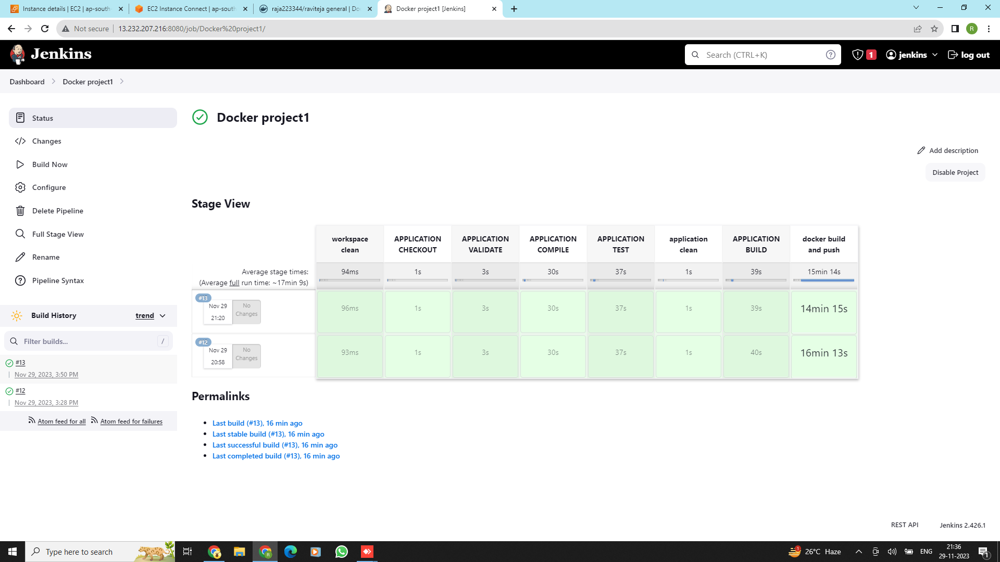 Instance details | EC2 | ap-south-
EC2 Instance Connect | ap-south
raja223344/raviteja general | Do
Docker project1 [Jenkins]
Not secure
13.232.207.216:8080/job/Docker%20project1/
R
Jenkins
Search (CTRL+K)
1
jenkins
log out
Dashboard
Docker project1
Status
Changes
Build Now
Configure
Delete Pipeline
Full Stage View
Rename
Pipeline Syntax
Build History
trend
Filter builds...
/
#13
Nov 29, 2023, 3:50 PM
#12
Nov 29, 2023, 3:28 PM
Atom feed for all
Atom feed for failures
Docker project1
Add description
Disable Project
Stage View
workspace clean
APPLICATION CHECKOUT
APPLICATION VALIDATE
APPLICATION COMPILE
APPLICATION TEST
application clean
APPLICATION BUILD
docker build and push
Average stage times:
(Average full run time: ~17min 9s)
94ms
1s
3s
30s
37s
1s
39s
15min 14s
#13
Nov 29
21:20
No Changes
96ms
1s
3s
30s
37s
1s
39s
14min 15s
#12
Nov 29
20:58
No Changes
93ms
1s
3s
30s
37s
1s
40s
16min 13s
Permalinks
Last build (#13), 16 min ago
Last stable build (#13), 16 min ago
Last successful build (#13), 16 min ago
Last completed build (#13), 16 min ago
REST API
Jenkins 2.426.1
Type here to search
1
26°C Haze
ENG
21:36
29-11-2023
1